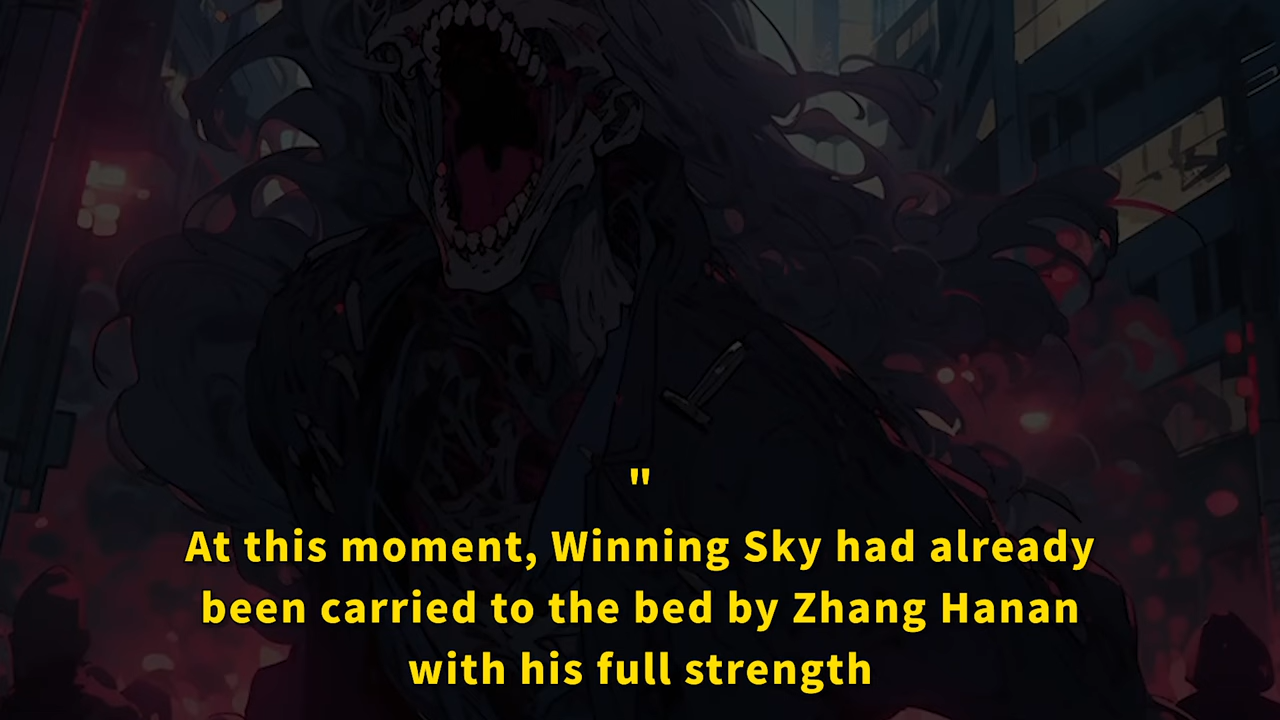 "
At this moment, Winning Sky had already
been carried to the bed by Zhang Hanan
with his full strength